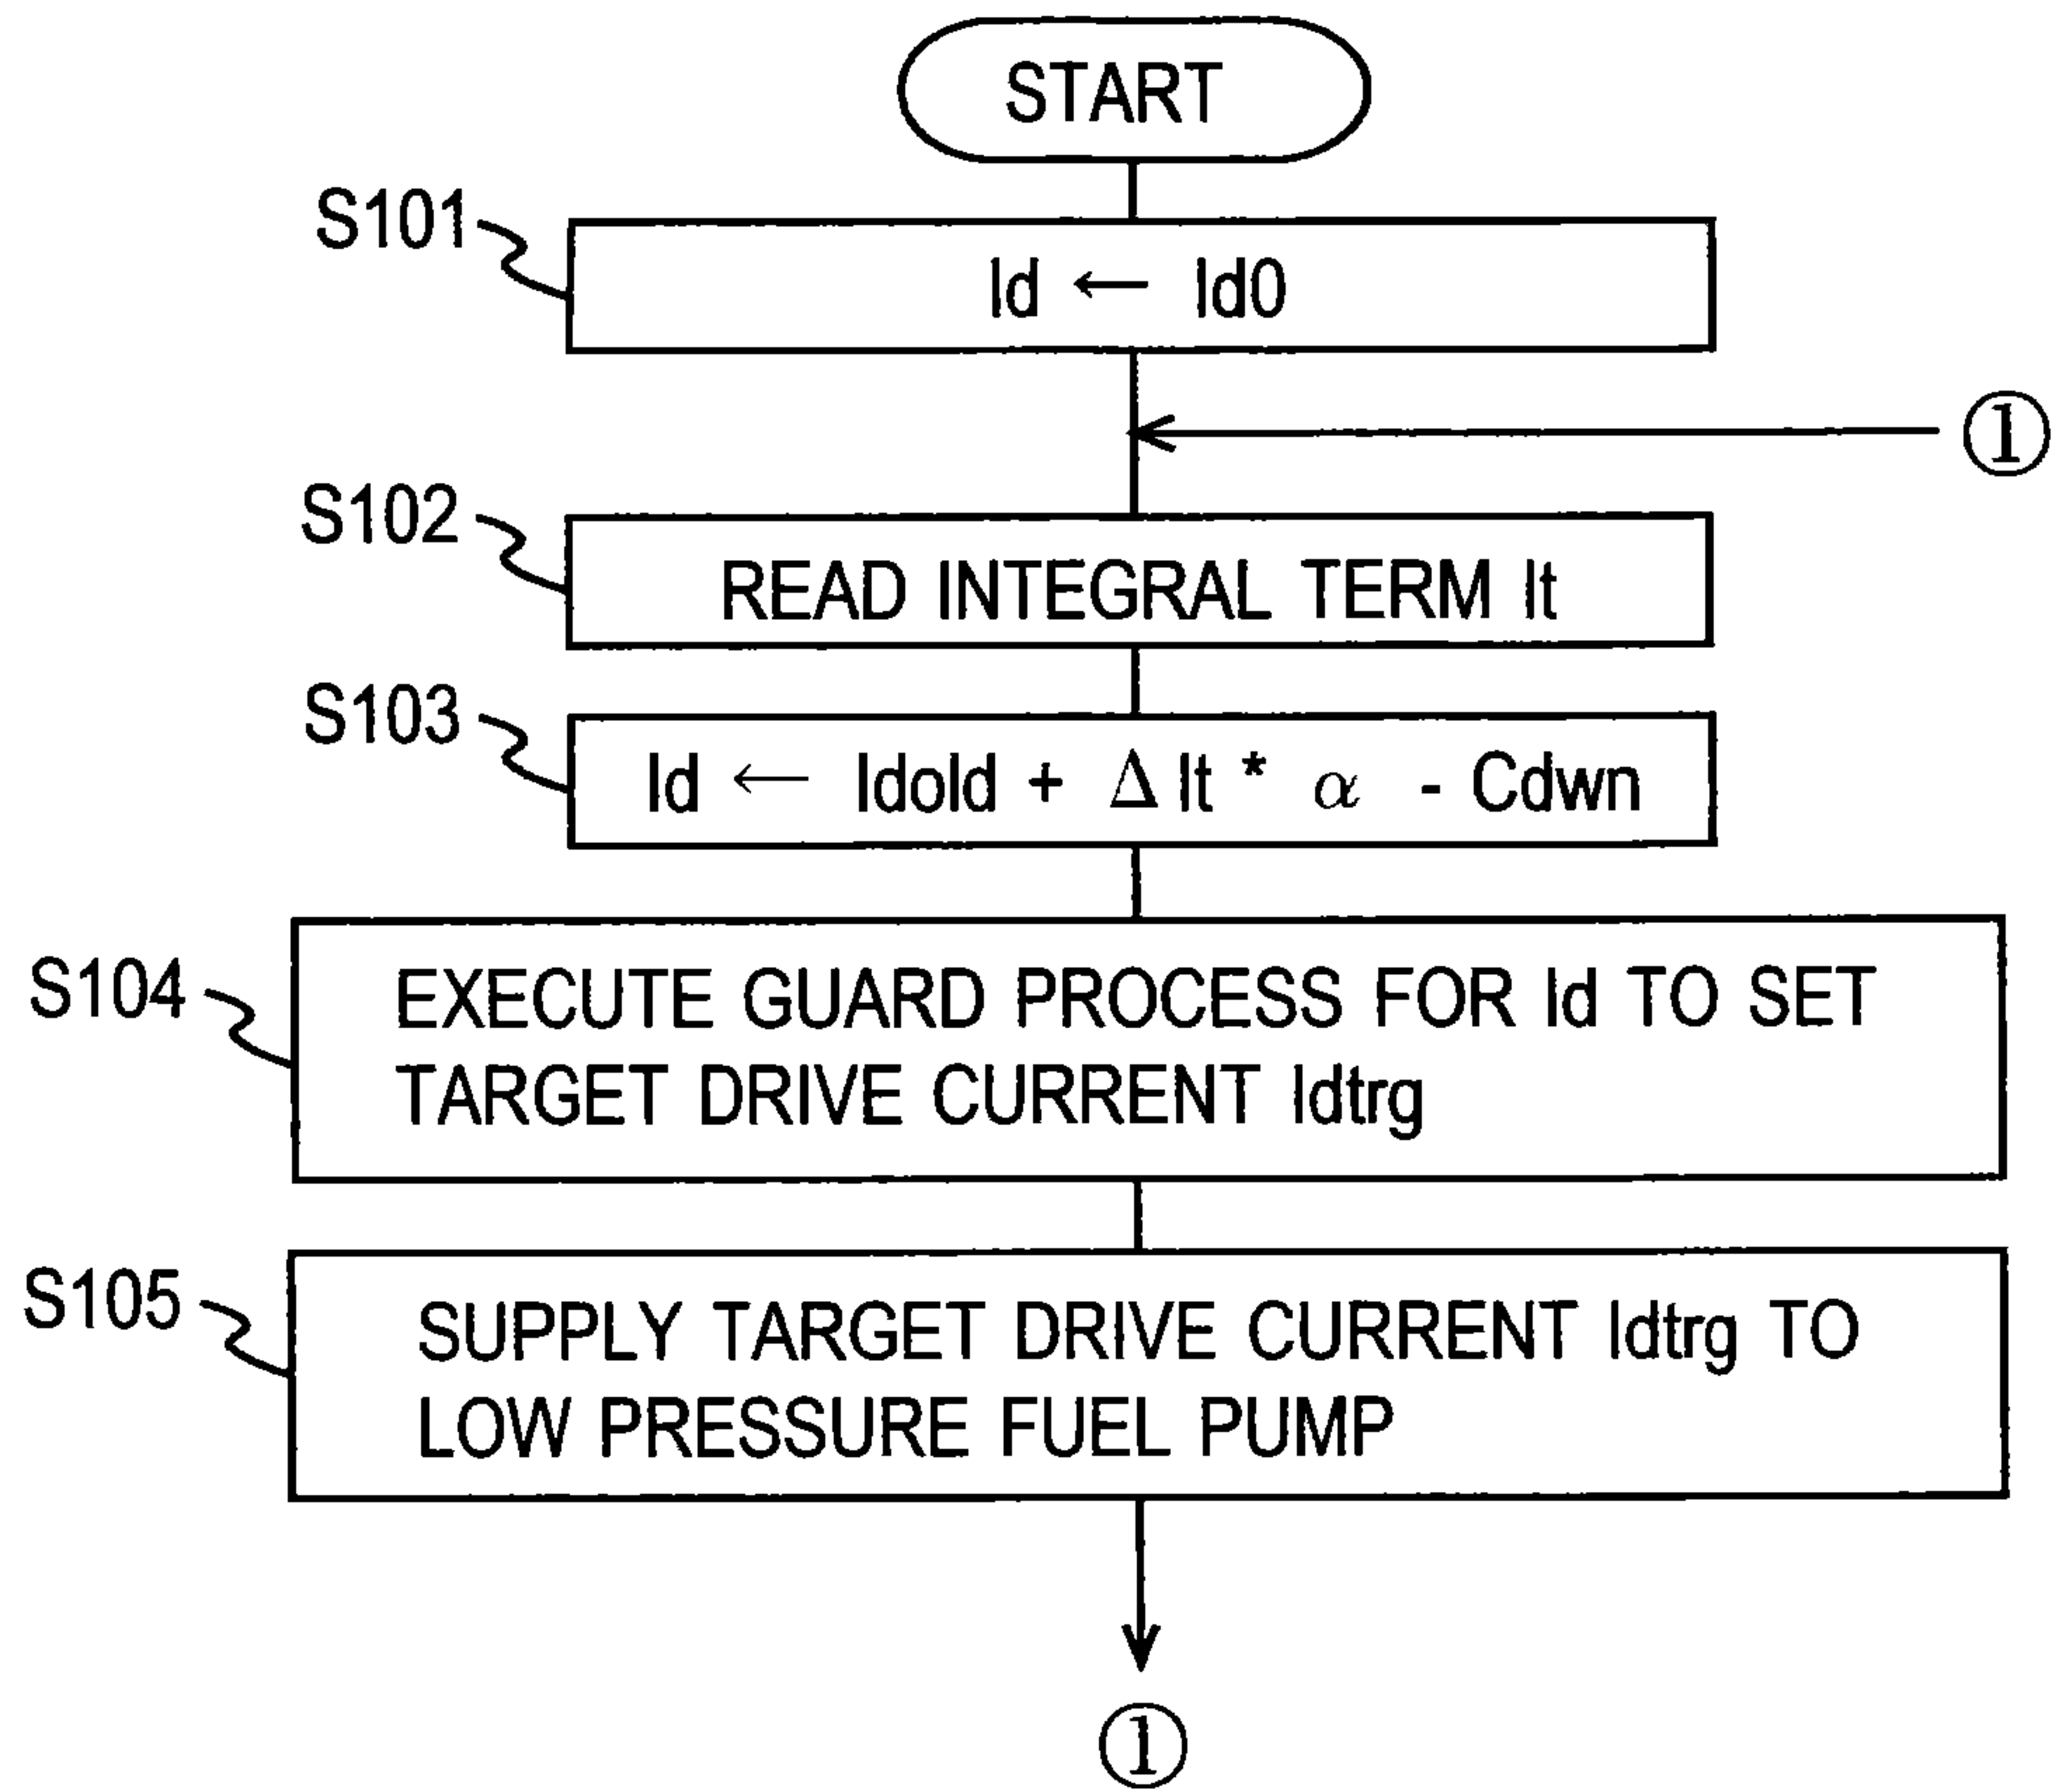 START
S101
Id ← Id0
①
S102
READ INTEGRAL TERM It
S103
Id ← Idold + Δ It * α - Cdwn
S104
EXECUTE GUARD PROCESS FOR Id TO SET
TARGET DRIVE CURRENT Idtrg
S105
SUPPLY TARGET DRIVE CURRENT Idtrg TO
LOW PRESSURE FUEL PUMP
①